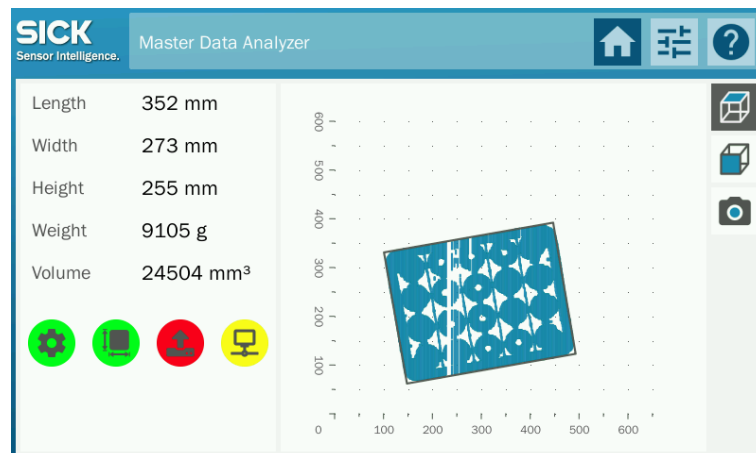 SICK
Sensor Intelligence.
Master Data Analyzer
?
Length 352 mm
Width 273 mm
Height 255 mm
Weight 9105 g
Volume 24504 mm³
600
500
400
300
200
100
0 100 200 300 400 500 600